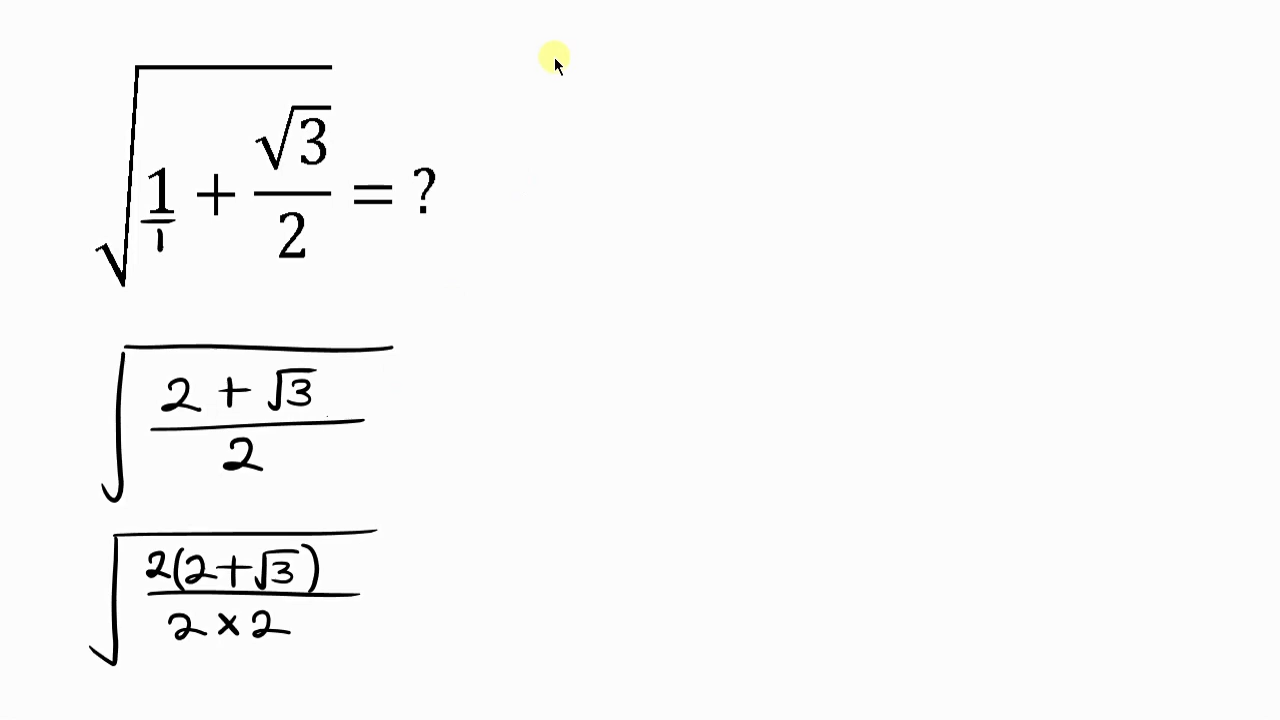 √(1/1 + √3/2) = ?
√((2 + √3)/2)
√(2(2+√3)/(2 × 2))